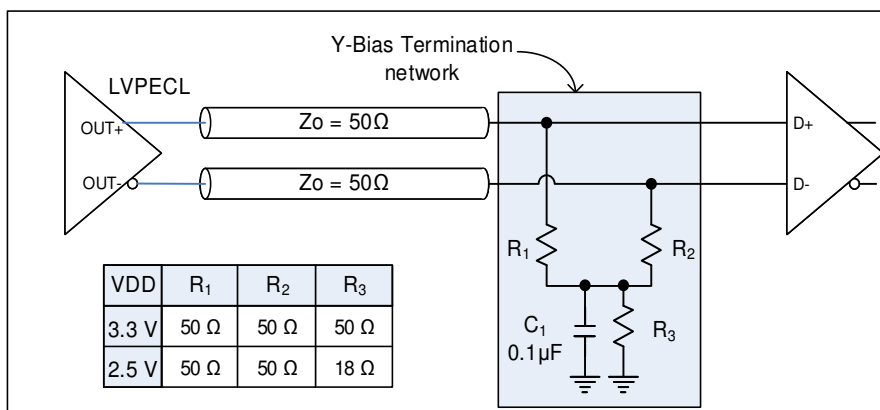 Y-Bias Termination
network
LVPECL
OUT+
Zo = 50Ω
D+
OUT-
Zo = 50Ω
D-
R1
R2
C1
0.1µF
R3
VDD R1 R2 R3
3.3 V 50 Ω 50 Ω 50 Ω
2.5 V 50 Ω 50 Ω 18 Ω